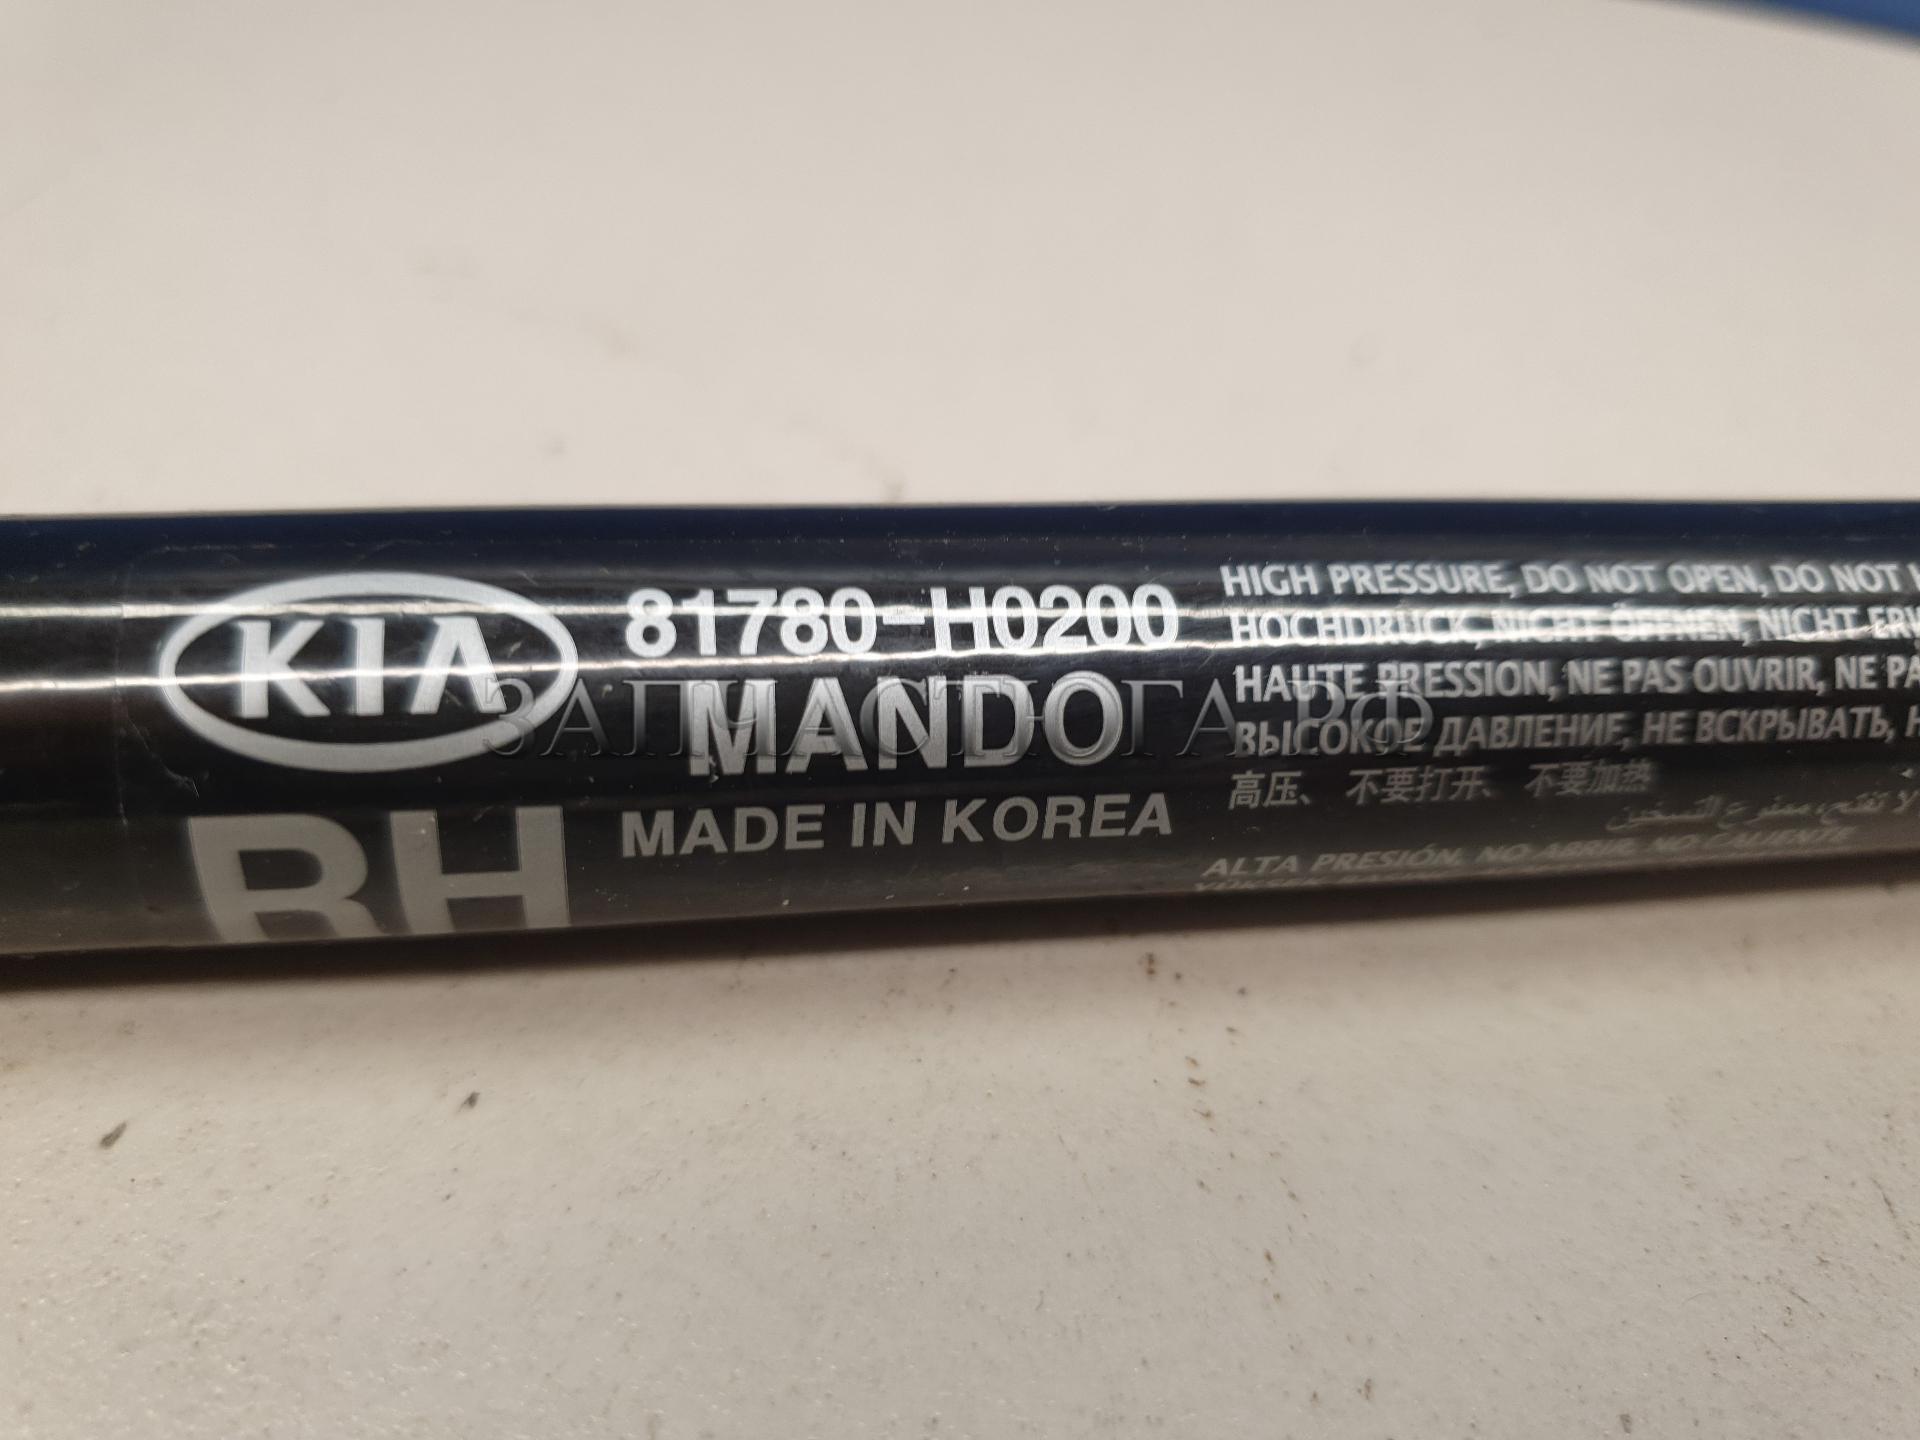 KIA
RH
81780-H0200
MANDO
MADE IN KOREA
HIGH PRESSURE, DO NOT OPEN, DO NOT
HOCHDRUCK, NICHT ÖFFNEN, NICHT
HAUTE PRESSION, NE PAS OUVRIR, NE
ВЫСОКОЕ ДАВЛЕНИЕ, НЕ ВСКРЫВАТЬ,
高压、不要打开、不要加热
ALTA PRESIÓN, NO ABRIR, NO CALIENTE
ЗАПЧАСТИЮГА.РФ